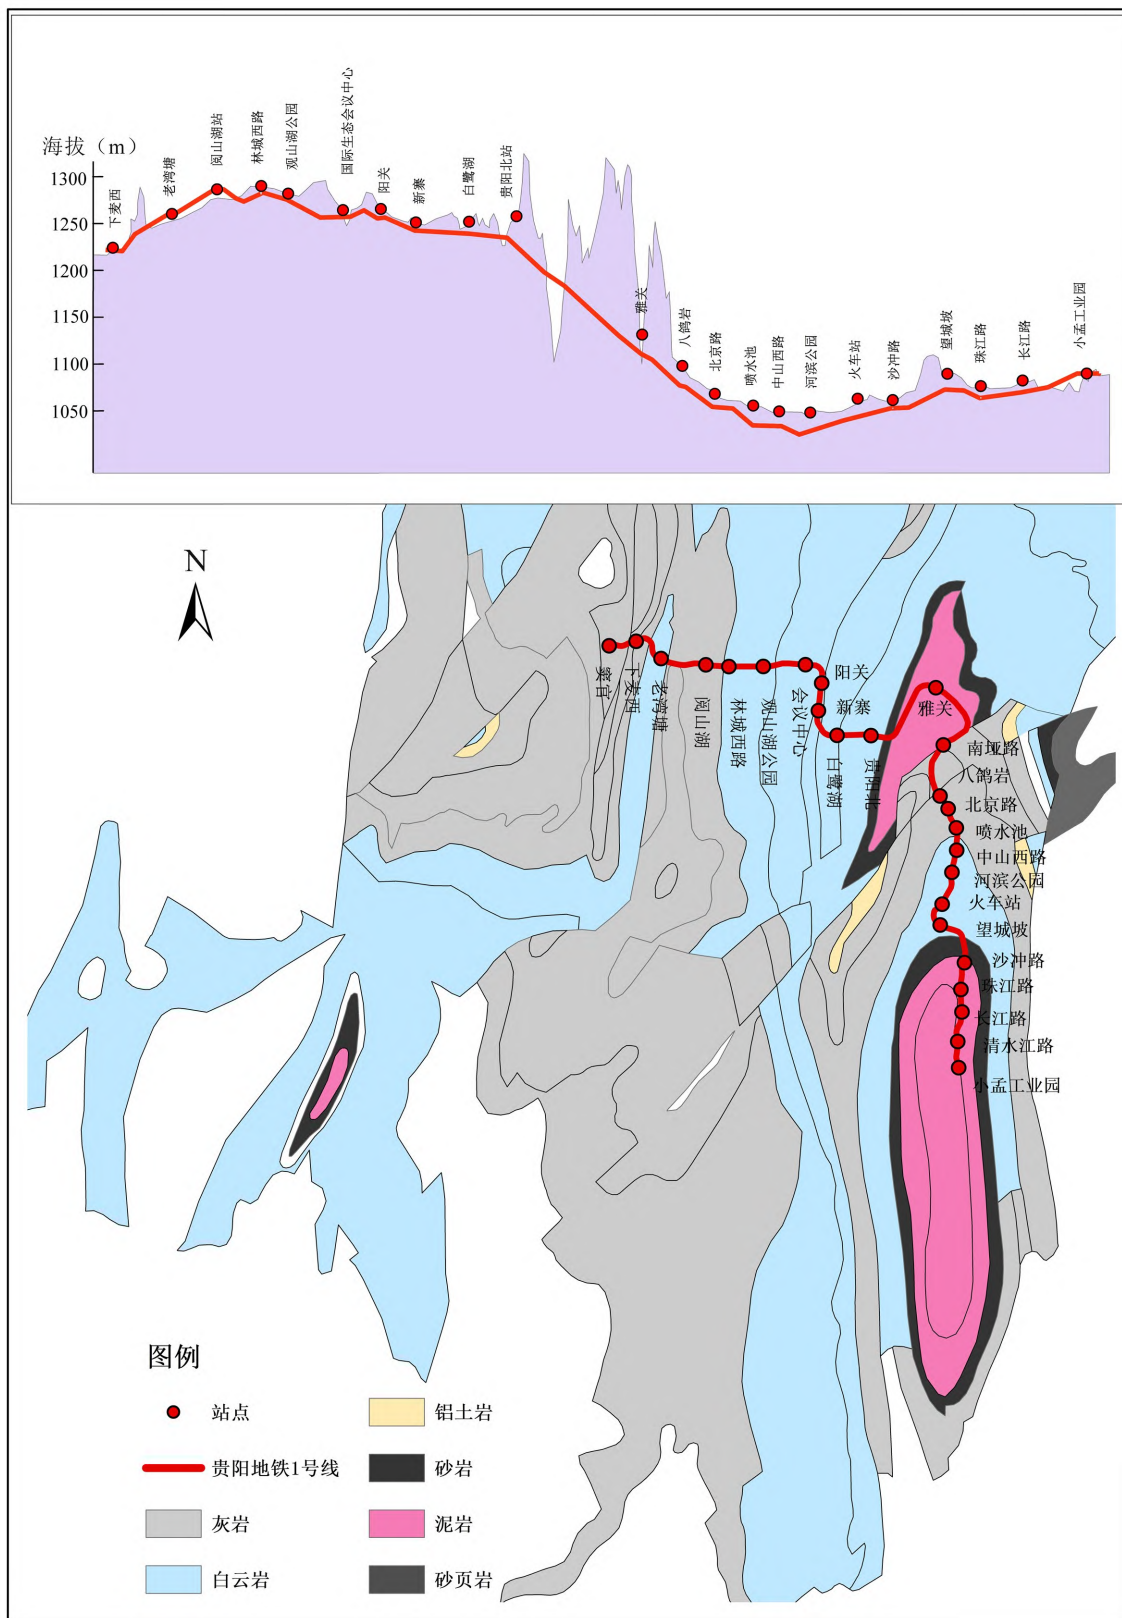 海拔（m）
1300
1250
1200
1150
1100
1050
下麦西
老湾塘
阅山湖站
林城西路
观山湖公园
国际生态会议中心
阳关
新寨
白鹭湖
贵阳北站
雅关
八鸽岩
北京路
喷水池
中山西路
河滨公园
火车站
沙冲路
望城坡
珠江路
长江路
小孟工业园
N
窦官
下麦西
老湾塘
阅山湖
林城西路
观山湖公园
会议中心
阳关
新寨
白鹭湖
贵阳北
雅关
南垭路
八鸽岩
北京路
喷水池
中山西路
河滨公园
火车站
望城坡
沙冲路
珠江路
长江路
清水江路
小孟工业园
图例
站点
铝土岩
贵阳地铁1号线
砂岩
灰岩
泥岩
白云岩
砂页岩